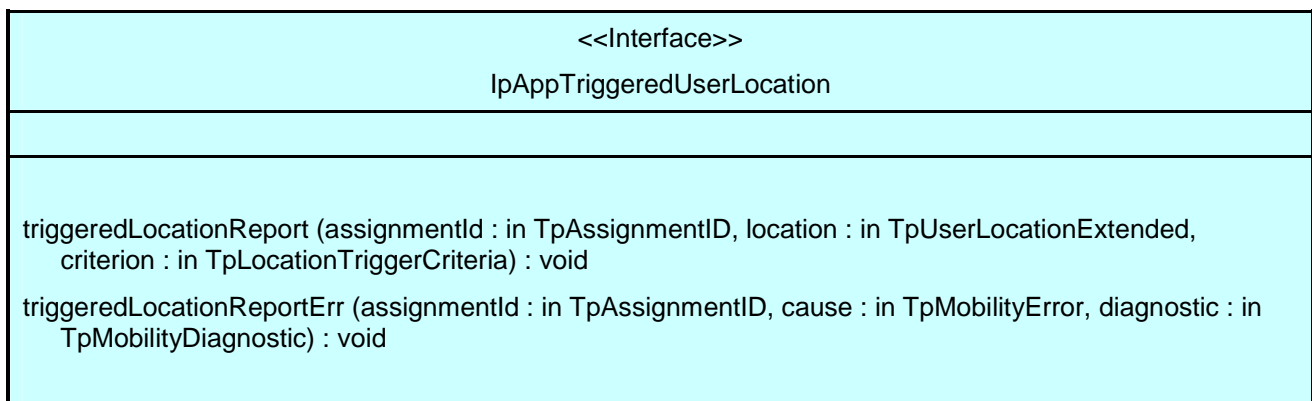 <<Interface>>
IpAppTriggeredUserLocation
triggeredLocationReport (assignmentId : in TpAssignmentID, location : in TpUserLocationExtended,
criterion : in TpLocationTriggerCriteria) : void
triggeredLocationReportErr (assignmentId : in TpAssignmentID, cause : in TpMobilityError, diagnostic : in
TpMobilityDiagnostic) : void